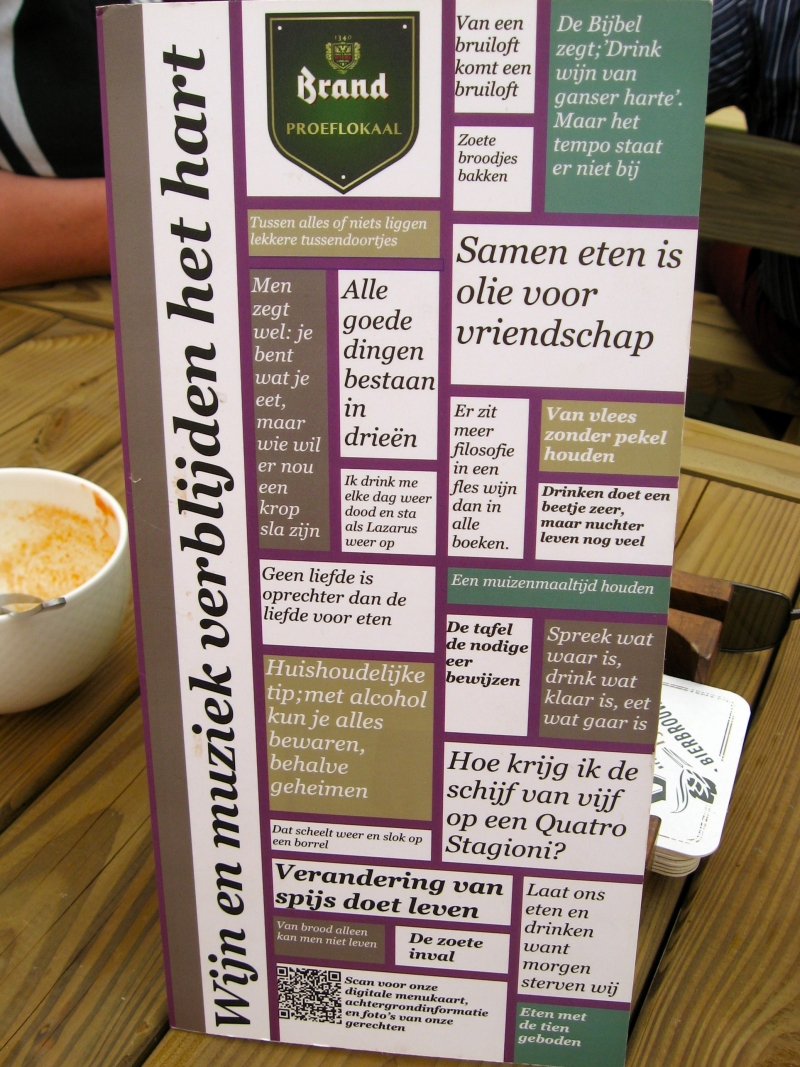 Wijn en muziek verblijden het hart
1340
Brand
PROEFLOKAAL
Van een
bruiloft
komt een
bruiloft
De Bijbel
zegt;'Drink
wijn van
ganser harte'.
Maar het
tempo staat
er niet bij
Zoete
broodjes
bakken
Tussen alles of niets liggen
lekkere tussendoortjes
Samen eten is
olie voor
vriendschap
Men
zegt
wel: je
bent
wat je
eet,
maar
wie wil
er nou
een
krop
sla zijn
Alle
goede
dingen
bestaan
in
drieën
Er zit
meer
filosofie
in een
fles wijn
dan in
alle
boeken.
Van vlees
zonder pekel
houden
Ik drink me
elke dag weer
dood en sta
als Lazarus
weer op
Drinken doet een
beetje zeer,
maar nuchter
leven nog veel
Geen liefde is
oprechter dan de
liefde voor eten
Een muizenmaaltijd houden
De tafel
de nodige
eer
bewijzen
Spreek wat
waar is,
drink wat
klaar is, eet
wat gaar is
Huishoudelijke
tip;met alcohol
kun je alles
bewaren,
behalve
geheimen
Hoe krijg ik de
schijf van vijf
op een Quatro
Stagioni?
Dat scheelt weer en slok op
een borrel
Verandering van
spijs doet leven
Laat ons
eten en
drinken
want
morgen
sterven wij
Van brood alleen
kan men niet leven
De zoete
inval
Scan voor onze
digitale menukaart,
achtergrondinformatie
en foto's van onze
gerechten
Eten met
de tien
geboden